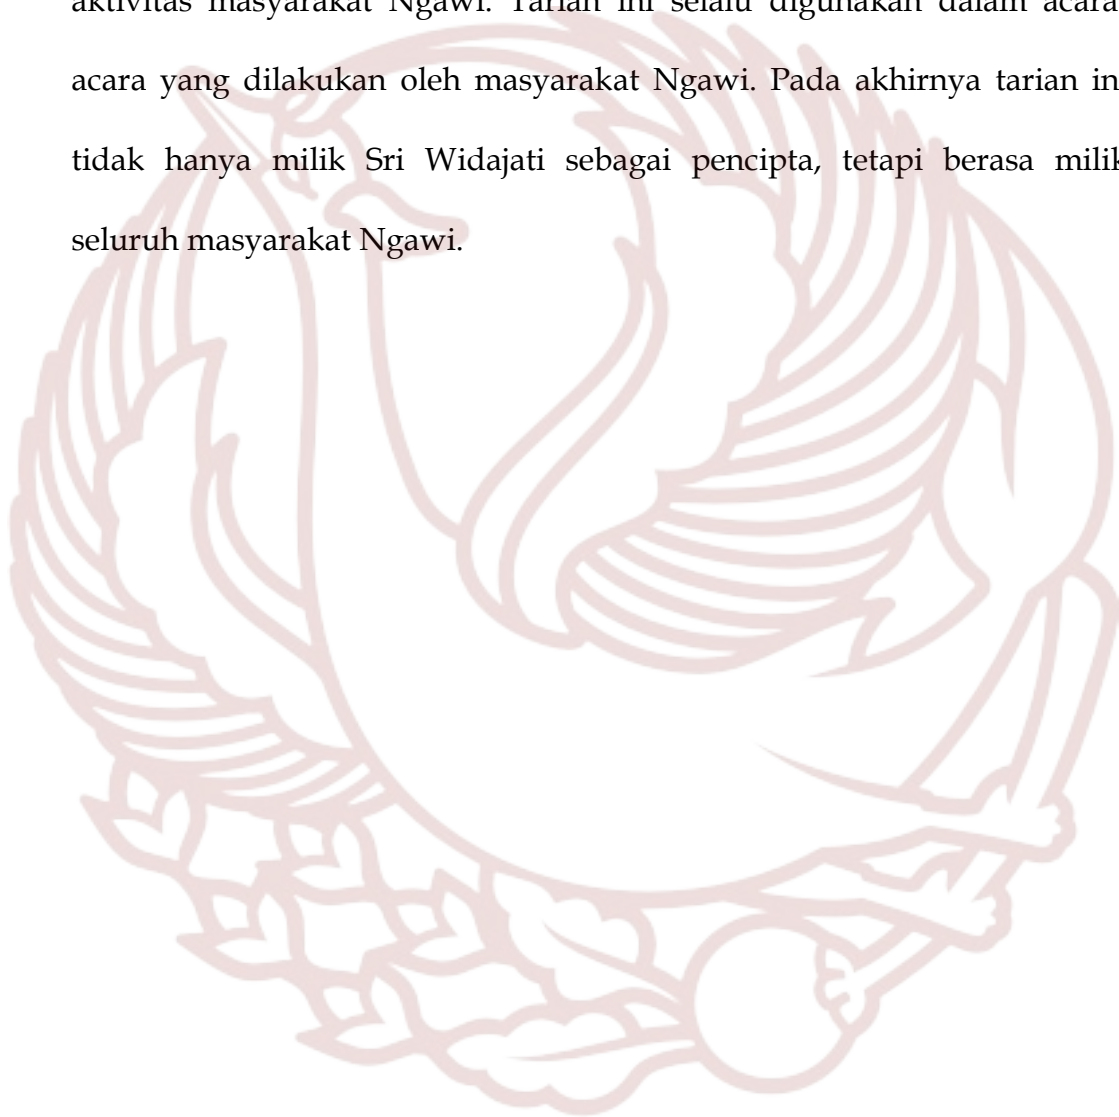 aktivitas masyarakat Ngawi. Tarian ini selalu digunakan dalam acara
acara yang dilakukan oleh masyarakat Ngawi. Pada akhirnya tarian in
tidak hanya milik Sri Widajati sebagai pencipta, tetapi berasa milik
seluruh masyarakat Ngawi.